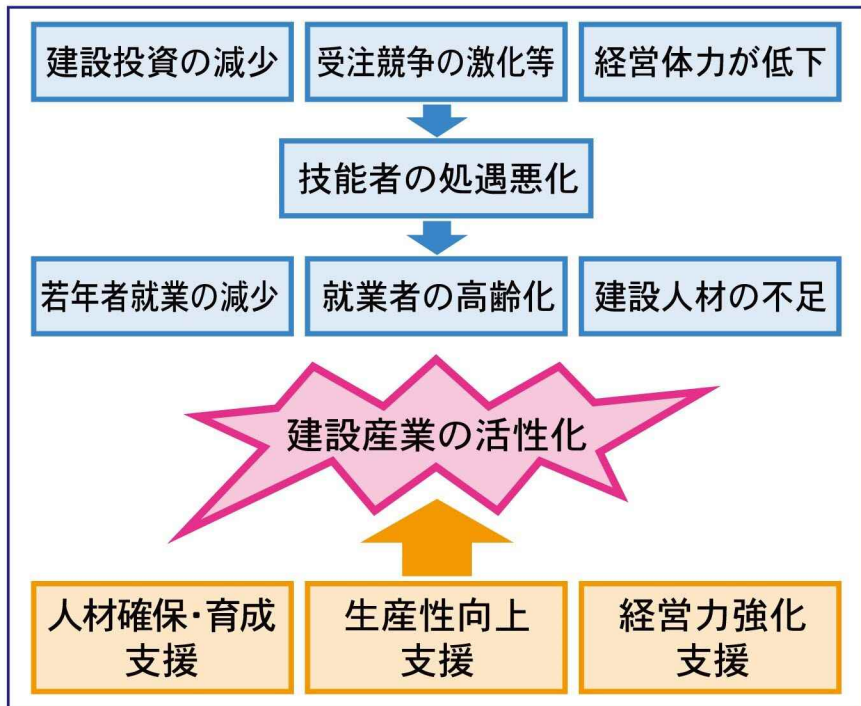 建設投資の減少
受注競争の激化等
経営体力が低下
技能者の処遇悪化
若年者就業の減少
就業者の高齢化
建設人材の不足
建設産業の活性化
人材確保・育成
支援
生産性向上
支援
経営力強化
支援